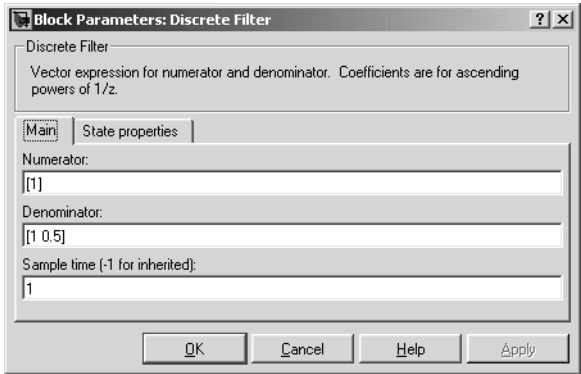 Block Parameters: Discrete Filter
Discrete Filter
Vector expression for numerator and denominator. Coefficients are for ascending
powers of 1/z.
Main State properties
Numerator:
[1]
Denominator:
[1 0.5]
Sample time (-1 for inherited):
1
OK Cancel Help Apply